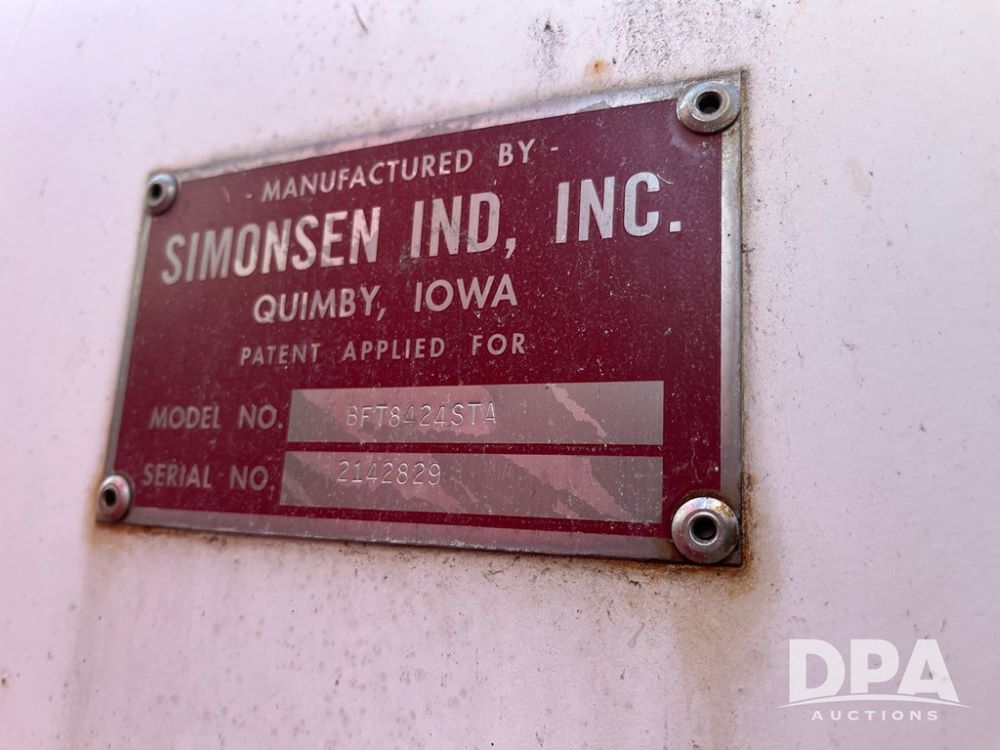 - MANUFACTURED BY -
SIMONSEN IND, INC.
QUIMBY, IOWA
PATENT APPLIED FOR
MODEL NO. BFT8424STA
SERIAL NO. 2142829
DPA
AUCTIONS